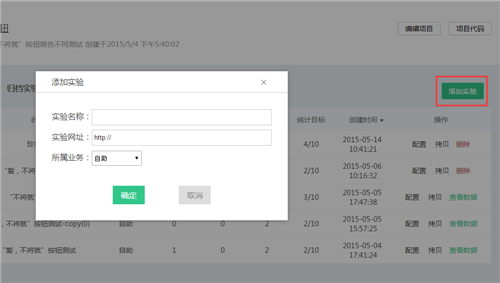 钮
编辑项目 项目代码
不将就”按钮颜色不同测试 创建于2015/5/4 下午5:40:02
归档实验
添加实验
添加实验 ×
实验名称：
实验网址： http://
所属业务： 自助
确定 取消
统计目标 创建时间 操作
4/10 2015-05-14 10:41:21 配置 拷贝 删除
2/10 2015-05-06 10:16:32 配置 拷贝 删除
3/10 2015-05-05 17:47:38 配置 拷贝 查看数据
，不将就”按钮测试-copy(0) 自助 0 0 2 2/10 2015-05-05 15:57:25 配置 拷贝 查看数据
，不将就”按钮测试 自助 1 0 2 2/10 2015-05-04 17:41:24 配置 拷贝 查看数据